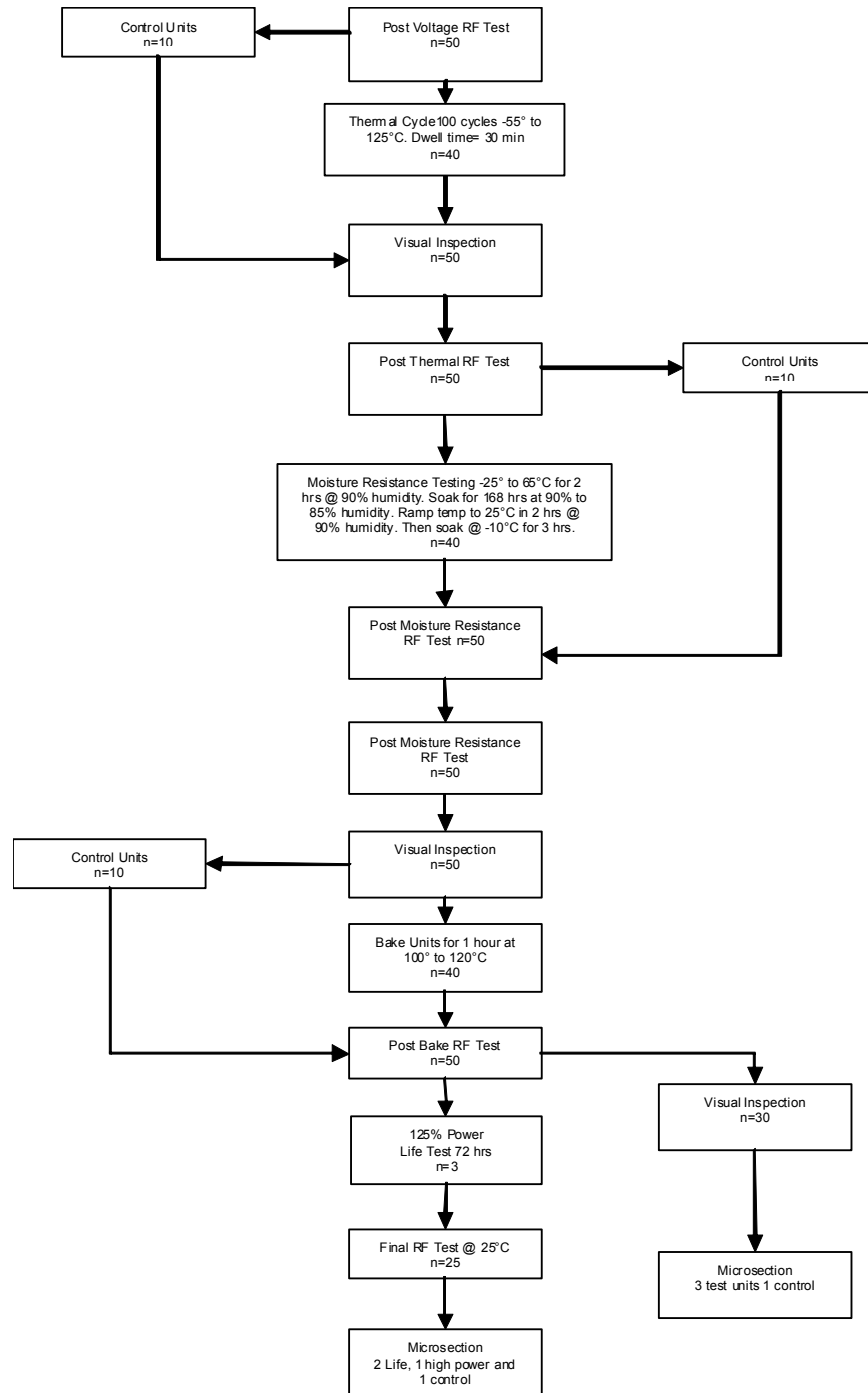 Control Units
n=10
Post Voltage RF Test
n=50
Thermal Cycle100 cycles -55° to
125°C. Dwell time= 30 min
n=40
Visual Inspection
n=50
Post Thermal RF Test
n=50
Control Units
n=10
Moisture Resistance Testing -25° to 65°C for 2
hrs @ 90% humidity. Soak for 168 hrs at 90% to
85% humidity. Ramp temp to 25°C in 2 hrs @
90% humidity. Then soak @ -10°C for 3 hrs.
n=40
Post Moisture Resistance
RF Test n=50
Post Moisture Resistance
RF Test
n=50
Visual Inspection
n=50
Control Units
n=10
Bake Units for 1 hour at
100° to 120°C
n=40
Post Bake RF Test
n=50
Visual Inspection
n=30
125% Power
Life Test 72 hrs
n=3
Final RF Test @ 25°C
n=25
Microsection
3 test units 1 control
Microsection
2 Life, 1 high power and
1 control